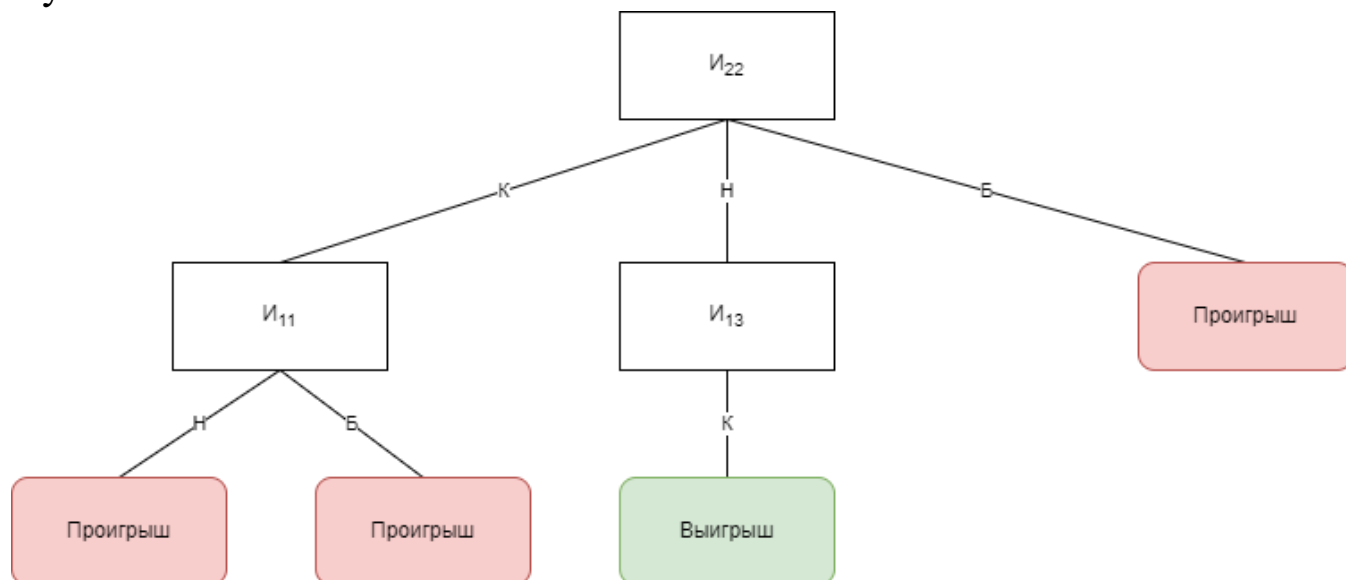 И22
К Н Б
И11 И13 Проигрыш
Н Б К
Проигрыш Проигрыш Выигрыш